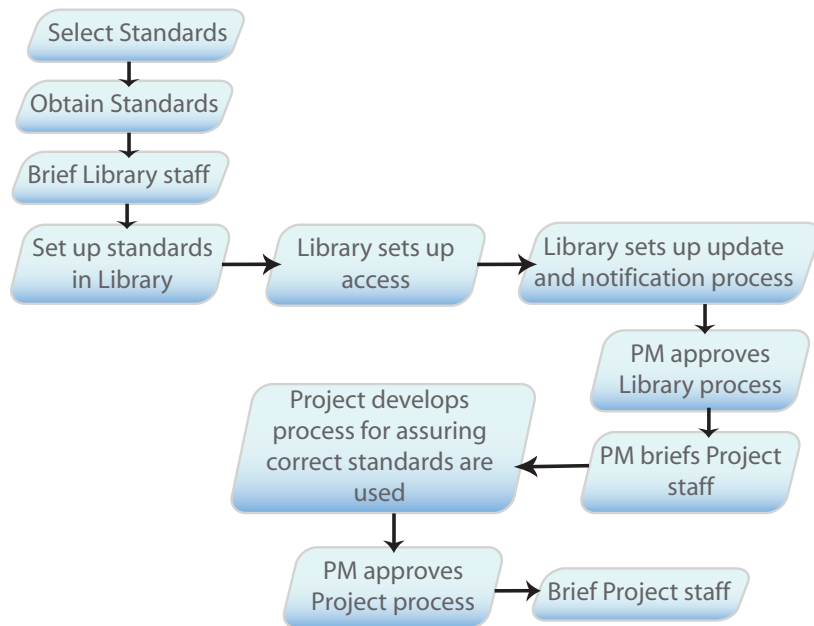 Select Standards
Obtain Standards
Brief Library staff
Set up standards
in Library
Library sets up
access
Library sets up update
and notification process
PM approves
Library process
PM briefs Project
staff
Project develops
process for assuring
correct standards are
used
PM approves
Project process
Brief Project staff